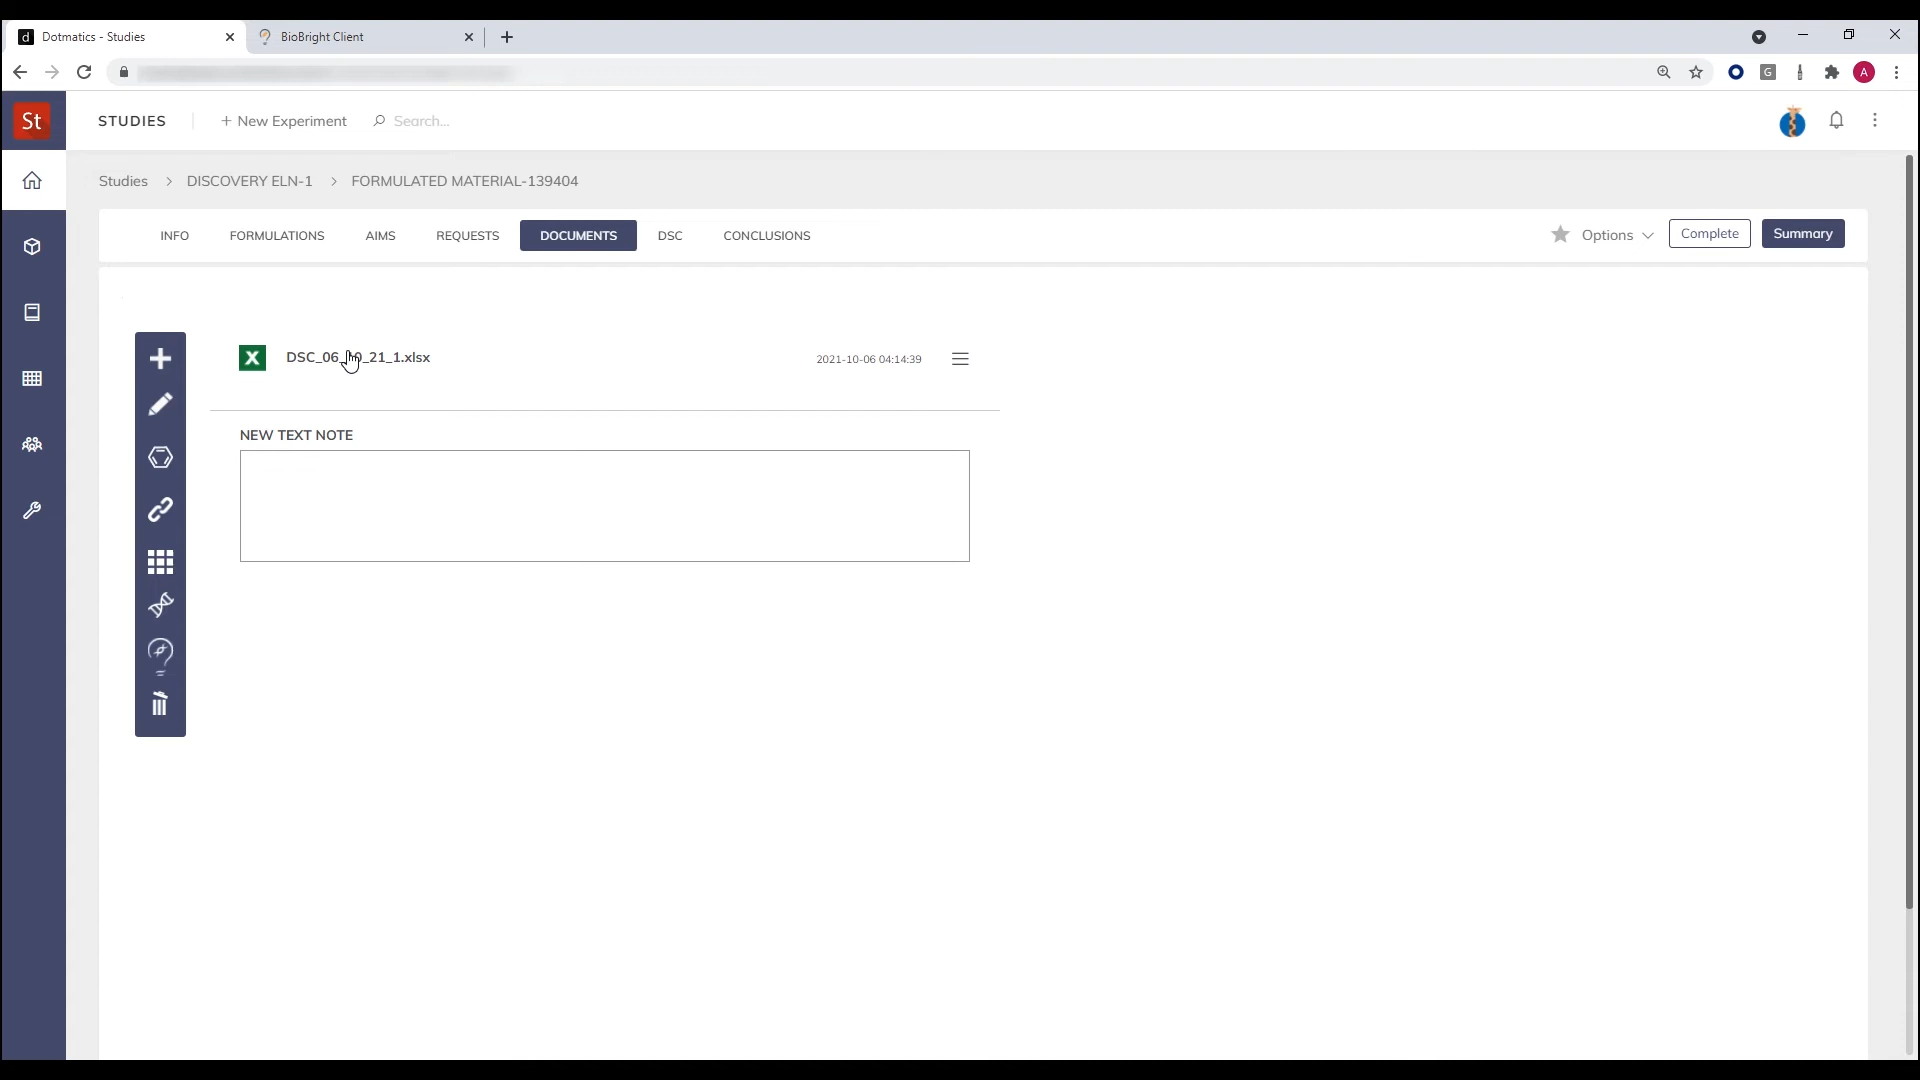 d Dotmatics - Studies
BioBright Client
G
A
St
STUDIES
+ New Experiment
Search...
Studies > DISCOVERY ELN-1 > FORMULATED MATERIAL-139404
INFO
FORMULATIONS
AIMS
REQUESTS
DOCUMENTS
DSC
CONCLUSIONS
Options
Complete
Summary
X
DSC_06_10_21_1.xlsx
2021-10-06 04:14:39
NEW TEXT NOTE